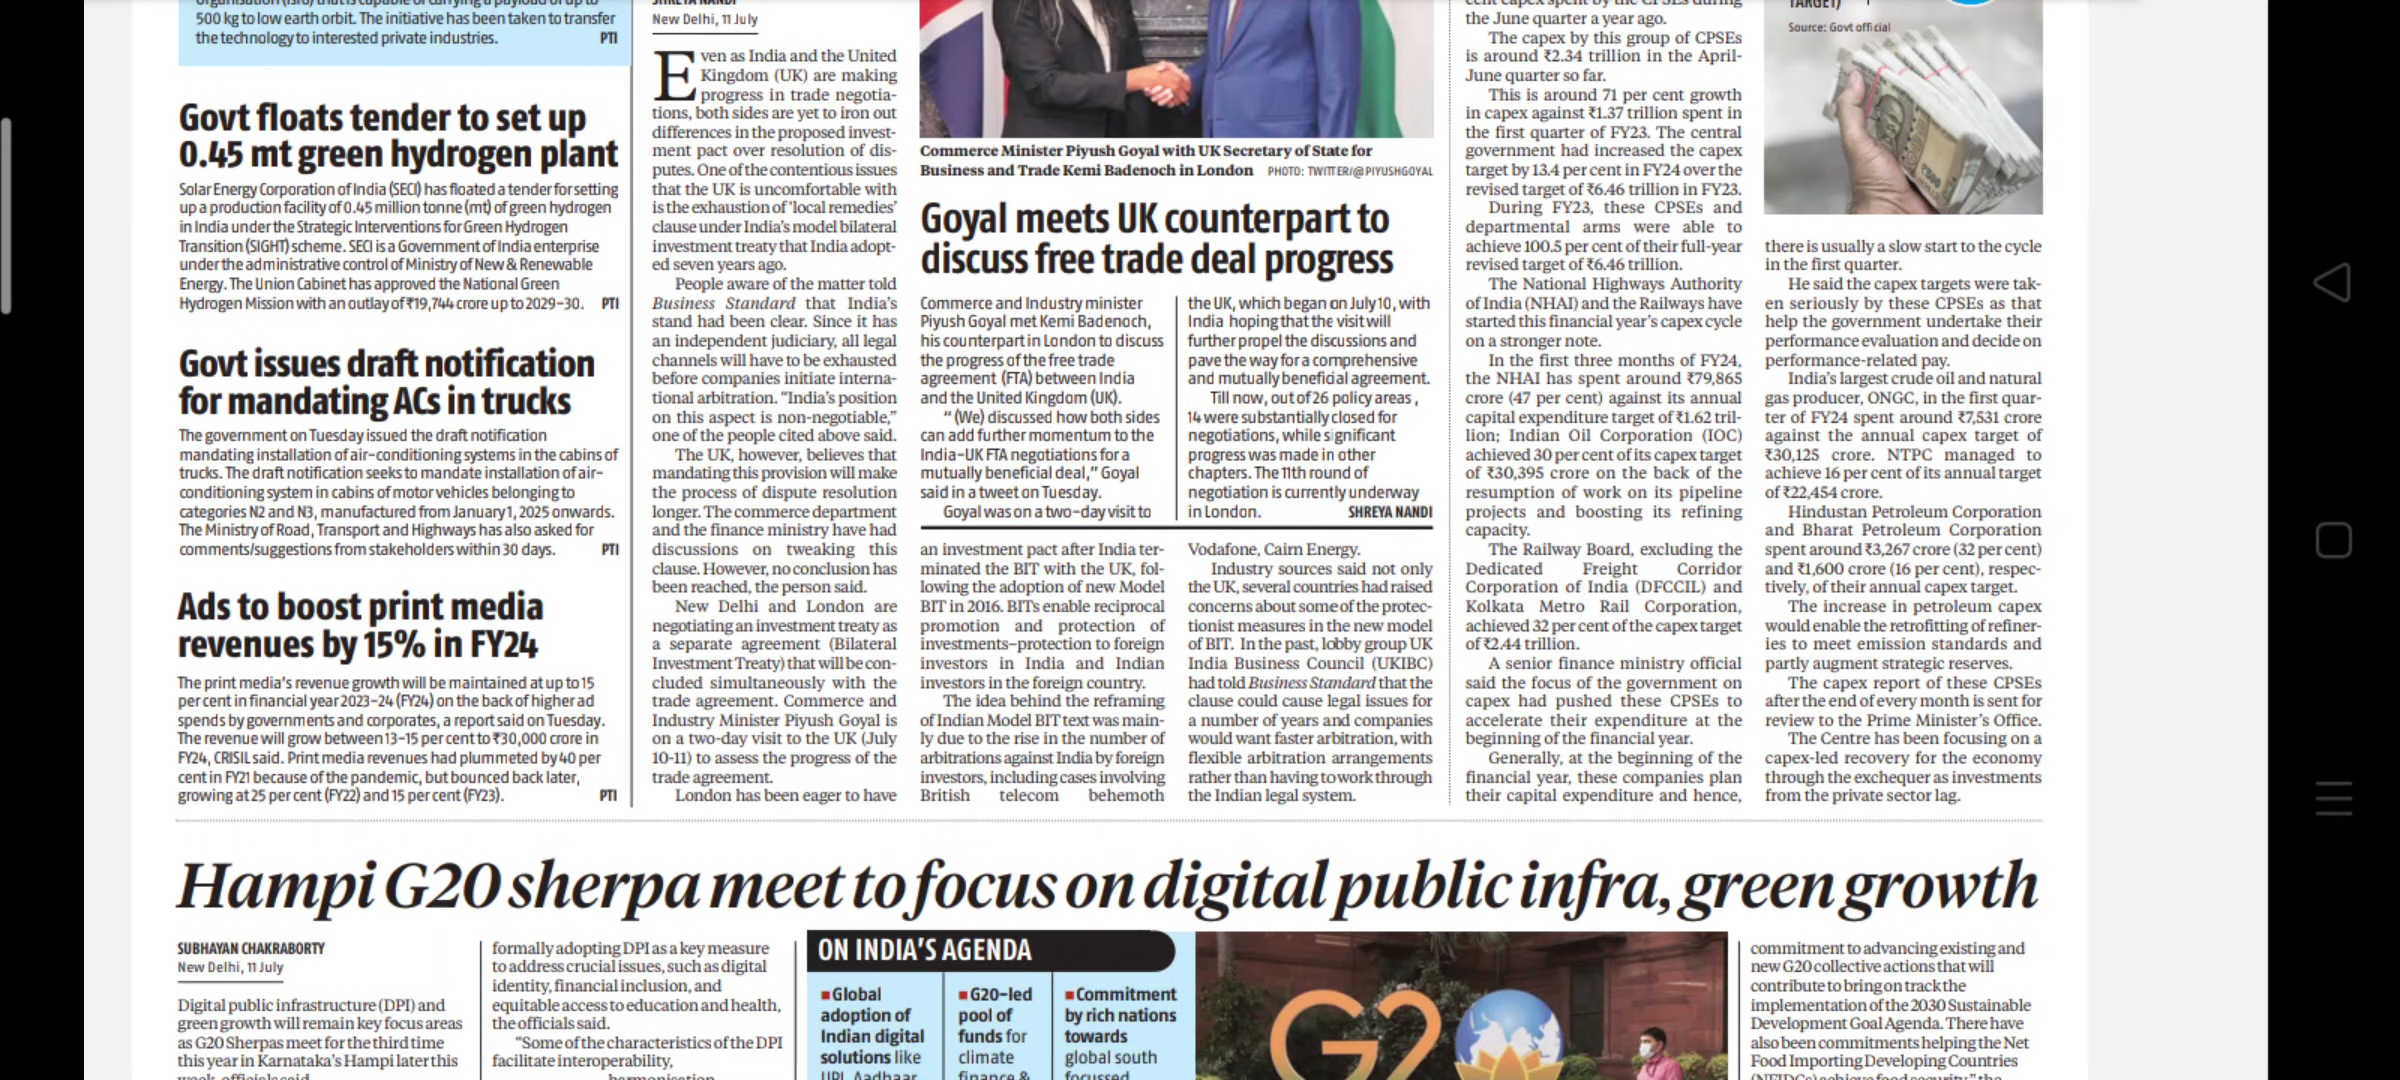 500 kg to low earth orbit. The initiative has been taken to transfer
the technology to interested private industries. PTI
Govt floats tender to set up
0.45 mt green hydrogen plant
Solar Energy Corporation of India (SECI) has floated a tender for setting
up a production facility of 0.45 million tonne (mt) of green hydrogen
in India under the Strategic Interventions for Green Hydrogen
Transition (SIGHT) scheme. SECI is a Government of India enterprise
under the administrative control of Ministry of New & Renewable
Energy. The Union Cabinet has approved the National Green
Hydrogen Mission with an outlay of ₹19,744 crore up to 2029-30. PTI
Govt issues draft notification
for mandating ACs in trucks
The government on Tuesday issued the draft notification
mandating installation of air-conditioning systems in the cabins of
trucks. The draft notification seeks to mandate installation of air-
conditioning system in cabins of motor vehicles belonging to
categories N2 and N3, manufactured from January 1, 2025 onwards.
The Ministry of Road, Transport and Highways has also asked for
comments/suggestions from stakeholders within 30 days. PTI
Ads to boost print media
revenues by 15% in FY24
The print media's revenue growth will be maintained at up to 15
per cent in financial year 2023-24 (FY24) on the back of higher ad
spends by governments and corporates, a report said on Tuesday.
The revenue will grow between 13-15 per cent to ₹30,000 crore in
FY24, CRISIL said. Print media revenues had plummeted by 40 per
cent in FY21 because of the pandemic, but bounced back later,
growing at 25 per cent (FY22) and 15 per cent (FY23). PTI
SHREYA NANDI
New Delhi, 11 July
Even as India and the United
Kingdom (UK) are making
progress in trade negotia-
tions, both sides are yet to iron out
differences in the proposed invest-
ment pact over resolution of dis-
putes. One of the contentious issues
that the UK is uncomfortable with
is the exhaustion of 'local remedies'
clause under India's model bilateral
investment treaty that India adopt-
ed seven years ago.
People aware of the matter told
Business Standard that India's
stand had been clear. Since it has
an independent judiciary, all legal
channels will have to be exhausted
before companies initiate interna-
tional arbitration. "India's position
on this aspect is non-negotiable,"
one of the people cited above said.
The UK, however, believes that
mandating this provision will make
the process of dispute resolution
longer. The commerce department
and the finance ministry have had
discussions on tweaking this
clause. However, no conclusion has
been reached, the person said.
New Delhi and London are
negotiating an investment treaty as
a separate agreement (Bilateral
Investment Treaty) that will be con-
cluded simultaneously with the
trade agreement. Commerce and
Industry Minister Piyush Goyal is
on a two-day visit to the UK (July
10-11) to assess the progress of the
trade agreement.
London has been eager to have
Commerce Minister Piyush Goyal with UK Secretary of State for
Business and Trade Kemi Badenoch in London PHOTO: TWITTER/@PIYUSHGOYAL
Goyal meets UK counterpart to
discuss free trade deal progress
Commerce and Industry minister
Piyush Goyal met Kemi Badenoch,
his counterpart in London to discuss
the progress of the free trade
agreement (FTA) between India
and the United Kingdom (UK).
"(We) discussed how both sides
can add further momentum to the
India-UK FTA negotiations for a
mutually beneficial deal," Goyal
said in a tweet on Tuesday.
Goyal was on a two-day visit to
the UK, which began on July 10, with
India hoping that the visit will
further propel the discussions and
pave the way for a comprehensive
and mutually beneficial agreement.
Till now, out of 26 policy areas,
14 were substantially closed for
negotiations, while significant
progress was made in other
chapters. The 11th round of
negotiation is currently underway
in London. SHREYA NANDI
an investment pact after India ter-
minated the BIT with the UK, fol-
lowing the adoption of new Model
BIT in 2016. BITs enable reciprocal
promotion and protection of
investments–protection to foreign
investors in India and Indian
investors in the foreign country.
The idea behind the reframing
of Indian Model BIT text was main-
ly due to the rise in the number of
arbitrations against India by foreign
investors, including cases involving
British telecom behemoth
Vodafone, Cairn Energy.
Industry sources said not only
the UK, several countries had raised
concerns about some of the protec-
tionist measures in the new model
of BIT. In the past, lobby group UK
India Business Council (UKIBC)
had told Business Standard that the
clause could cause legal issues for
a number of years and companies
would want faster arbitration, with
flexible arbitration arrangements
rather than having to work through
the Indian legal system.
cent capex spent by the CPSEs during
the June quarter a year ago.
The capex by this group of CPSEs
is around ₹2.34 trillion in the April-
June quarter so far.
This is around 71 per cent growth
in capex against ₹1.37 trillion spent in
the first quarter of FY23. The central
government had increased the capex
target by 13.4 per cent in FY24 over the
revised target of ₹6.46 trillion in FY23.
During FY23, these CPSEs and
departmental arms were able to
achieve 100.5 per cent of their full-year
revised target of ₹6.46 trillion.
The National Highways Authority
of India (NHAI) and the Railways have
started this financial year's capex cycle
on a stronger note.
In the first three months of FY24,
the NHAI has spent around ₹79,865
crore (47 per cent) against its annual
capital expenditure target of ₹1.62 tril-
lion; Indian Oil Corporation (IOC)
achieved 30 per cent of its capex target
of ₹30,395 crore on the back of the
resumption of work on its pipeline
projects and boosting its refining
capacity.
The Railway Board, excluding the
Dedicated Freight Corridor
Corporation of India (DFCCIL) and
Kolkata Metro Rail Corporation,
achieved 32 per cent of the capex target
of ₹2.44 trillion.
A senior finance ministry official
said the focus of the government on
capex had pushed these CPSEs to
accelerate their expenditure at the
beginning of the financial year.
Generally, at the beginning of the
financial year, these companies plan
their capital expenditure and hence,
TARGET)
Source: Govt official
there is usually a slow start to the cycle
in the first quarter.
He said the capex targets were tak-
en seriously by these CPSEs as that
help the government undertake their
performance evaluation and decide on
performance-related pay.
India's largest crude oil and natural
gas producer, ONGC, in the first quar-
ter of FY24 spent around ₹7,531 crore
against the annual capex target of
₹30,125 crore. NTPC managed to
achieve 16 per cent of its annual target
of ₹22,454 crore.
Hindustan Petroleum Corporation
and Bharat Petroleum Corporation
spent around ₹3,267 crore (32 per cent)
and ₹1,600 crore (16 per cent), respec-
tively, of their annual capex target.
The increase in petroleum capex
would enable the retrofitting of refiner-
ies to meet emission standards and
partly augment strategic reserves.
The capex report of these CPSEs
after the end of every month is sent for
review to the Prime Minister's Office.
The Centre has been focusing on a
capex-led recovery for the economy
through the exchequer as investments
from the private sector lag.
Hampi G20 sherpa meet to focus on digital public infra, green growth
SUBHAYAN CHAKRABORTY
New Delhi, 11 July
Digital public infrastructure (DPI) and
green growth will remain key focus areas
as G20 Sherpas meet for the third time
this year in Karnataka's Hampi later this
week, officials said.
formally adopting DPI as a key measure
to address crucial issues, such as digital
identity, financial inclusion, and
equitable access to education and health,
the officials said.
"Some of the characteristics of the DPI
facilitate interoperability,
harmonisation
ON INDIA'S AGENDA
Global
adoption of
Indian digital
solutions like
UPI, Aadhaar
G20-led
pool of
funds for
climate
finance &
Commitment
by rich nations
towards
global south
focussed
G20
commitment to advancing existing and
new G20 collective actions that will
contribute to bring on track the
implementation of the 2030 Sustainable
Development Goal Agenda. There have
also been commitments helping the Net
Food Importing Developing Countries
(NFIDCs) achieve food security," the